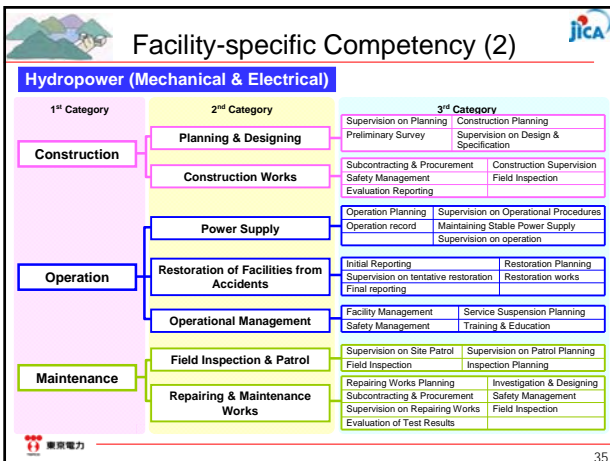 Facility-specific Competency (2)
jICA
Hydropower (Mechanical & Electrical)
1st Category
2nd Category
3rd Category
Construction
Planning & Designing
Supervision on Planning
Construction Planning
Preliminary Survey
Supervision on Design &
Specification
Construction Works
Subcontracting & Procurement
Construction Supervision
Safety Management
Field Inspection
Evaluation Reporting
Operation
Power Supply
Operation Planning
Supervision on Operational Procedures
Operation record
Maintaining Stable Power Supply
Supervision on operation
Restoration of Facilities from
Accidents
Initial Reporting
Restoration Planning
Supervision on tentative restoration
Restoration works
Final reporting
Operational Management
Facility Management
Service Suspension Planning
Safety Management
Training & Education
Maintenance
Field Inspection & Patrol
Supervision on Site Patrol
Supervision on Patrol Planning
Field Inspection
Inspection Planning
Repairing & Maintenance
Works
Repairing Works Planning
Investigation & Designing
Subcontracting & Procurement
Safety Management
Supervision on Repairing Works
Field Inspection
Evaluation of Test Results
東京電力
35